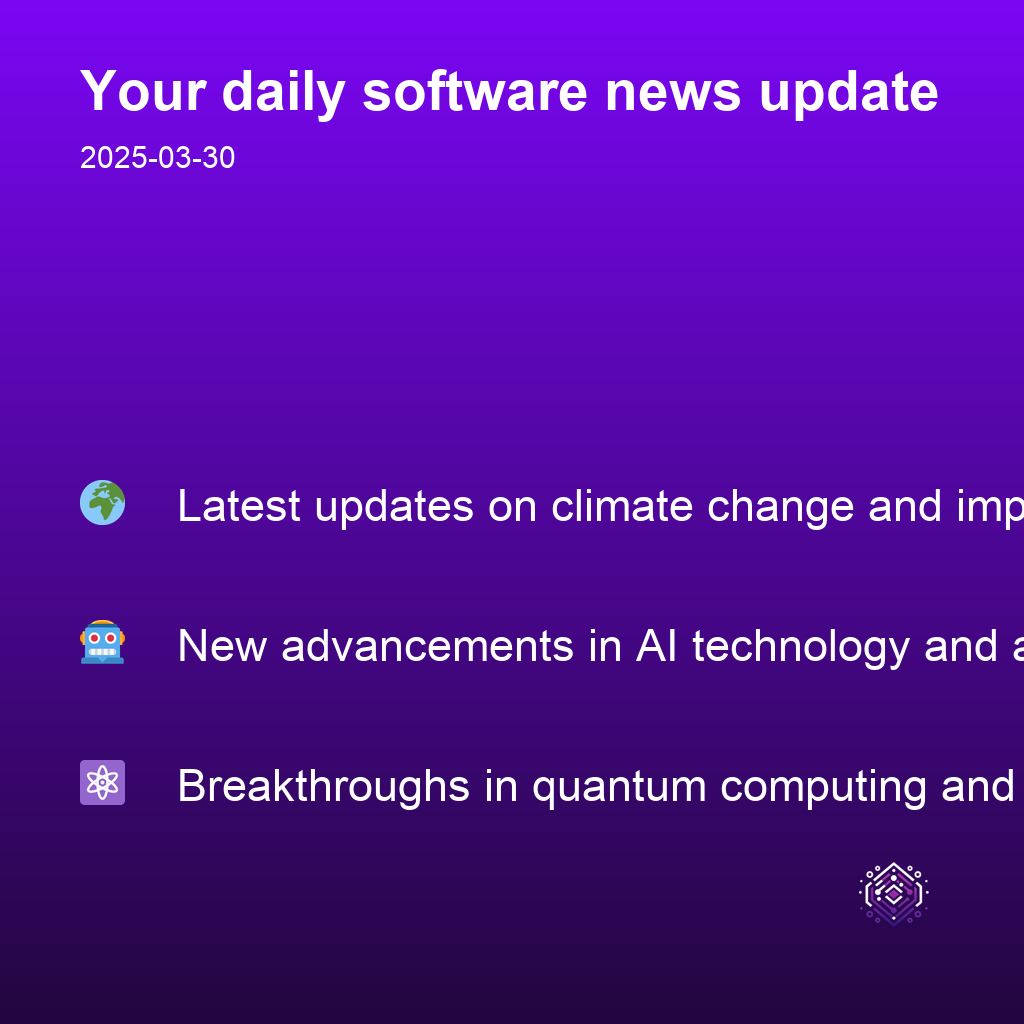 Your daily software news update
2025-03-30
Latest updates on climate change and imp
New advancements in AI technology and a
Breakthroughs in quantum computing and